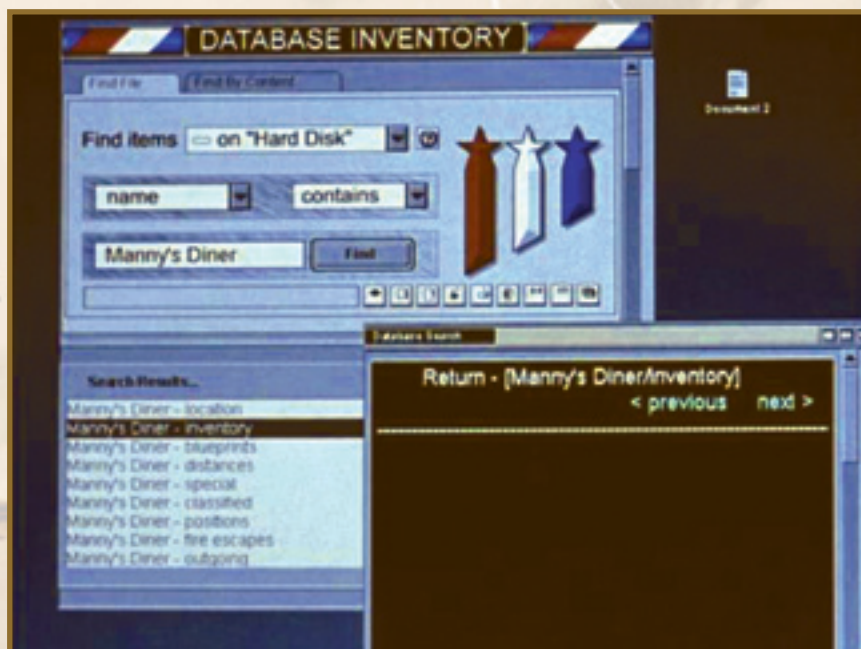 DATABASE INVENTORY
Document 2
Find File
Find By Content
Find items on "Hard Disk"
name contains
Manny's Diner Find
Database Search
Search Results...
Return - [Manny's Diner/inventory]
< previous next >
Manny's Diner - location
Manny's Diner - inventory
Manny's Diner - blueprints
Manny's Diner - distances
Manny's Diner - special
Manny's Diner - classified
Manny's Diner - positions
Manny's Diner - fire escapes
Manny's Diner - outgoing